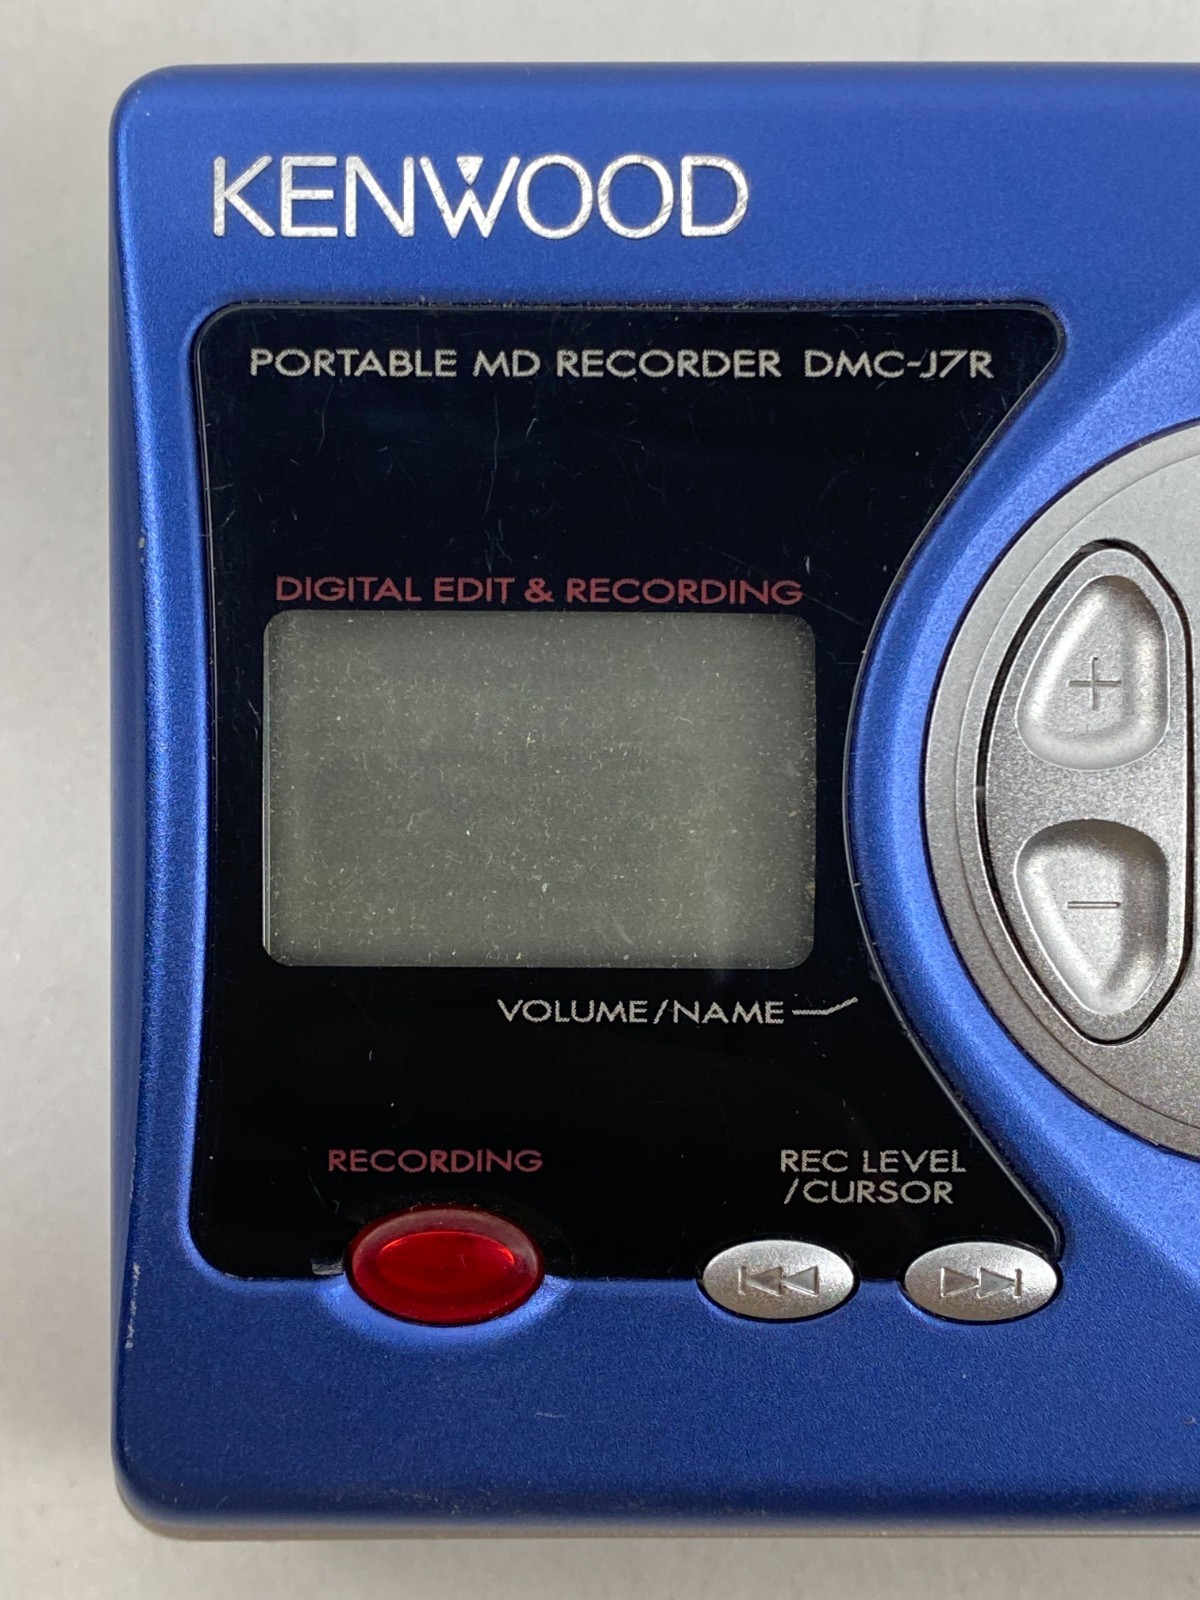 KENWOOD
PORTABLE MD RECORDER DMC-J7R
DIGITAL EDIT & RECORDING
+
−
VOLUME/NAME
RECORDING
REC LEVEL
/CURSOR